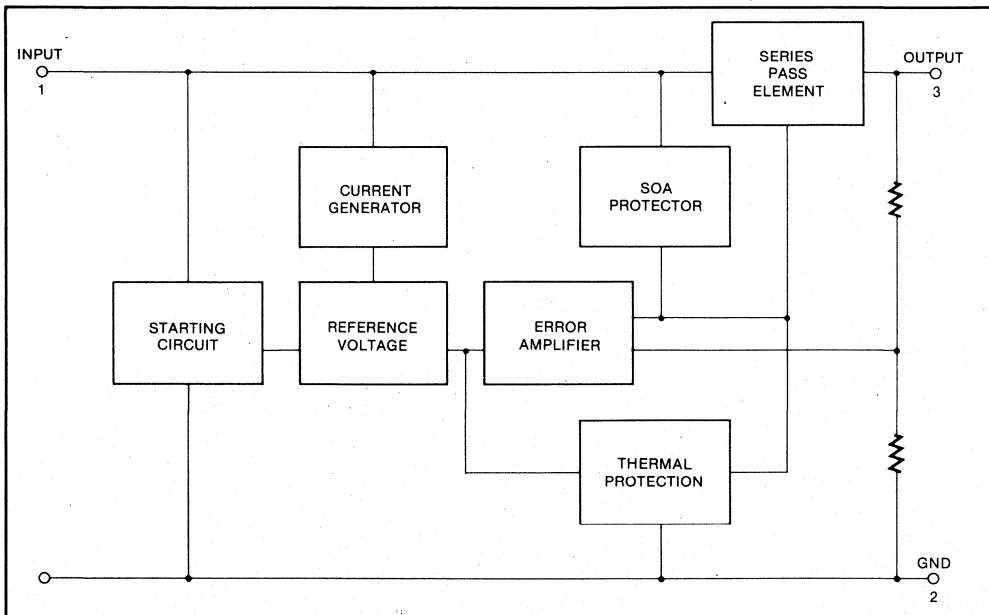 INPUT
1
SERIES
PASS
ELEMENT
OUTPUT
3
CURRENT
GENERATOR
SOA
PROTECTOR
STARTING
CIRCUIT
REFERENCE
VOLTAGE
ERROR
AMPLIFIER
THERMAL
PROTECTION
GND
2